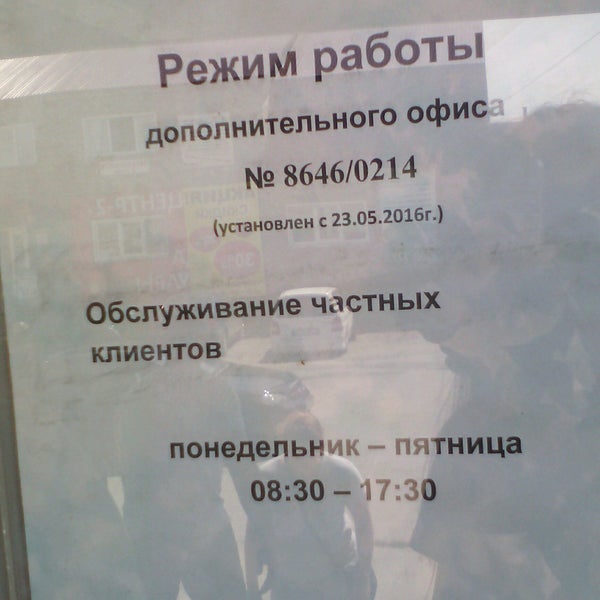 Режим работы
дополнительного офиса
№ 8646/0214
(установлен с 23.05.2016г.)
Обслуживание частных
клиентов
понедельник – пятница
08:30 – 17:30